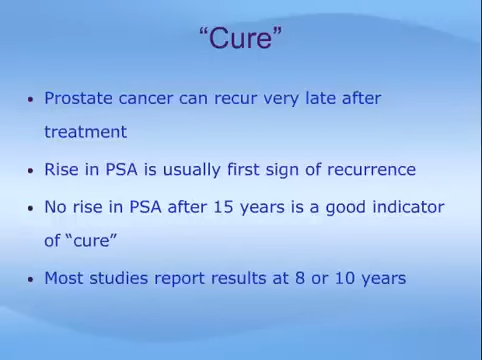 “Cure”
• Prostate cancer can recur very late after
treatment
• Rise in PSA is usually first sign of recurrence
• No rise in PSA after 15 years is a good indicator
of “cure”
• Most studies report results at 8 or 10 years